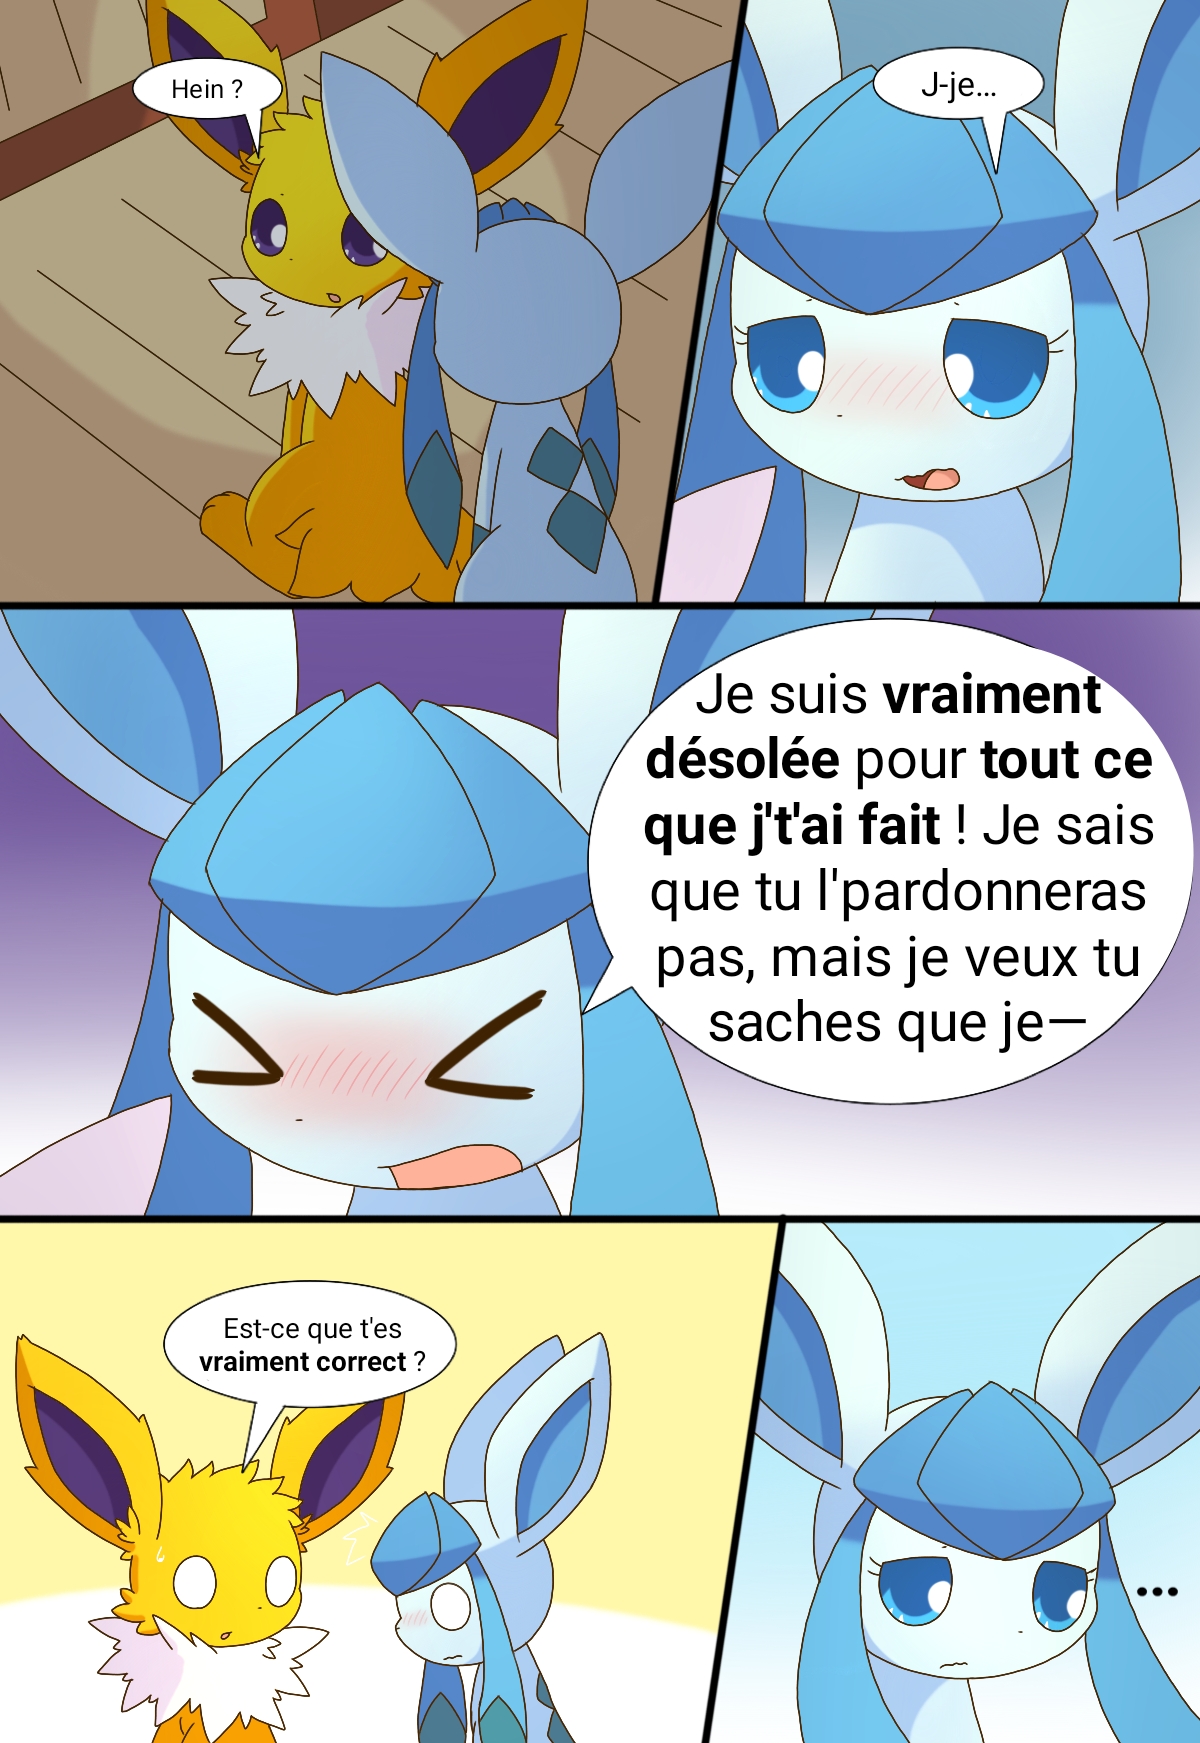 Hein ?
J-je...
Je suis vraiment
désolée pour tout ce
que j't'ai fait ! Je sais
que tu l'pardonneras
pas, mais je veux tu
saches que je—
Est-ce que t'es
vraiment correct ?
...